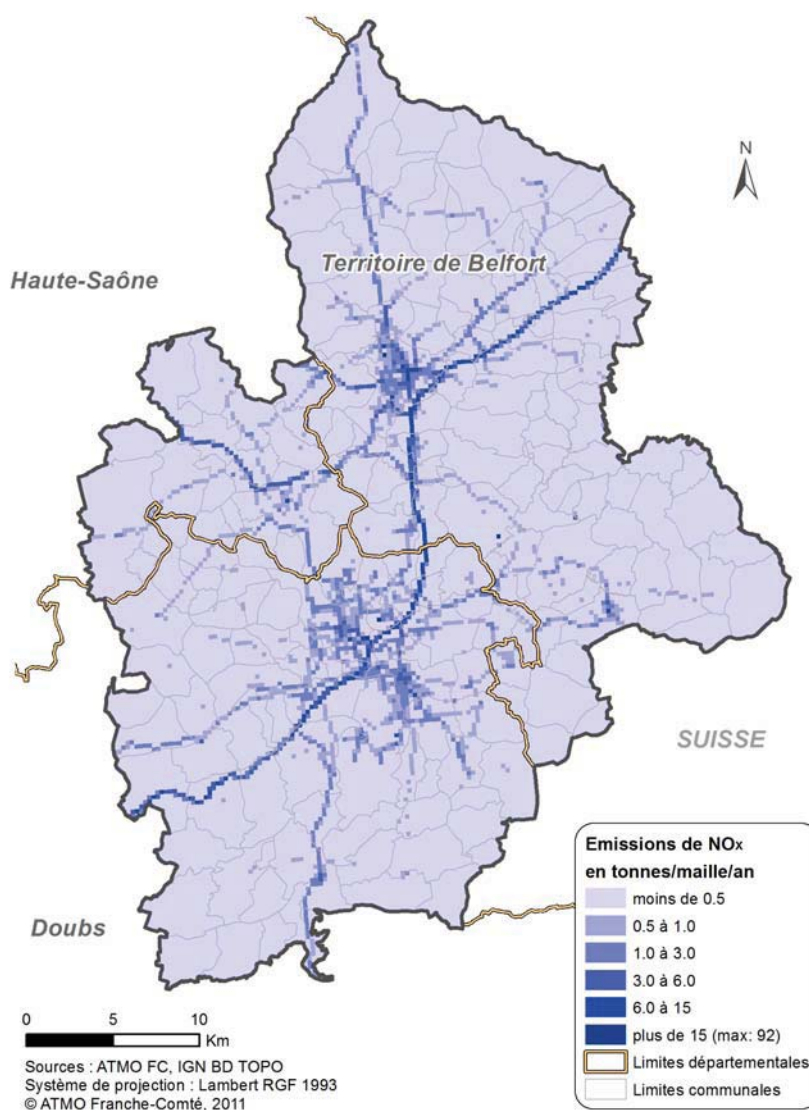 N
Territoire de Belfort
Haute-Saône
SUISSE
Doubs
Emissions de NOx
en tonnes/maille/an
moins de 0.5
0.5 à 1.0
1.0 à 3.0
3.0 à 6.0
6.0 à 15
plus de 15 (max: 92)
Limites départementales
Limites communales
0 5 10
Km
Sources : ATMO FC, IGN BD TOPO
Système de projection : Lambert RGF 1993
© ATMO Franche-Comté, 2011